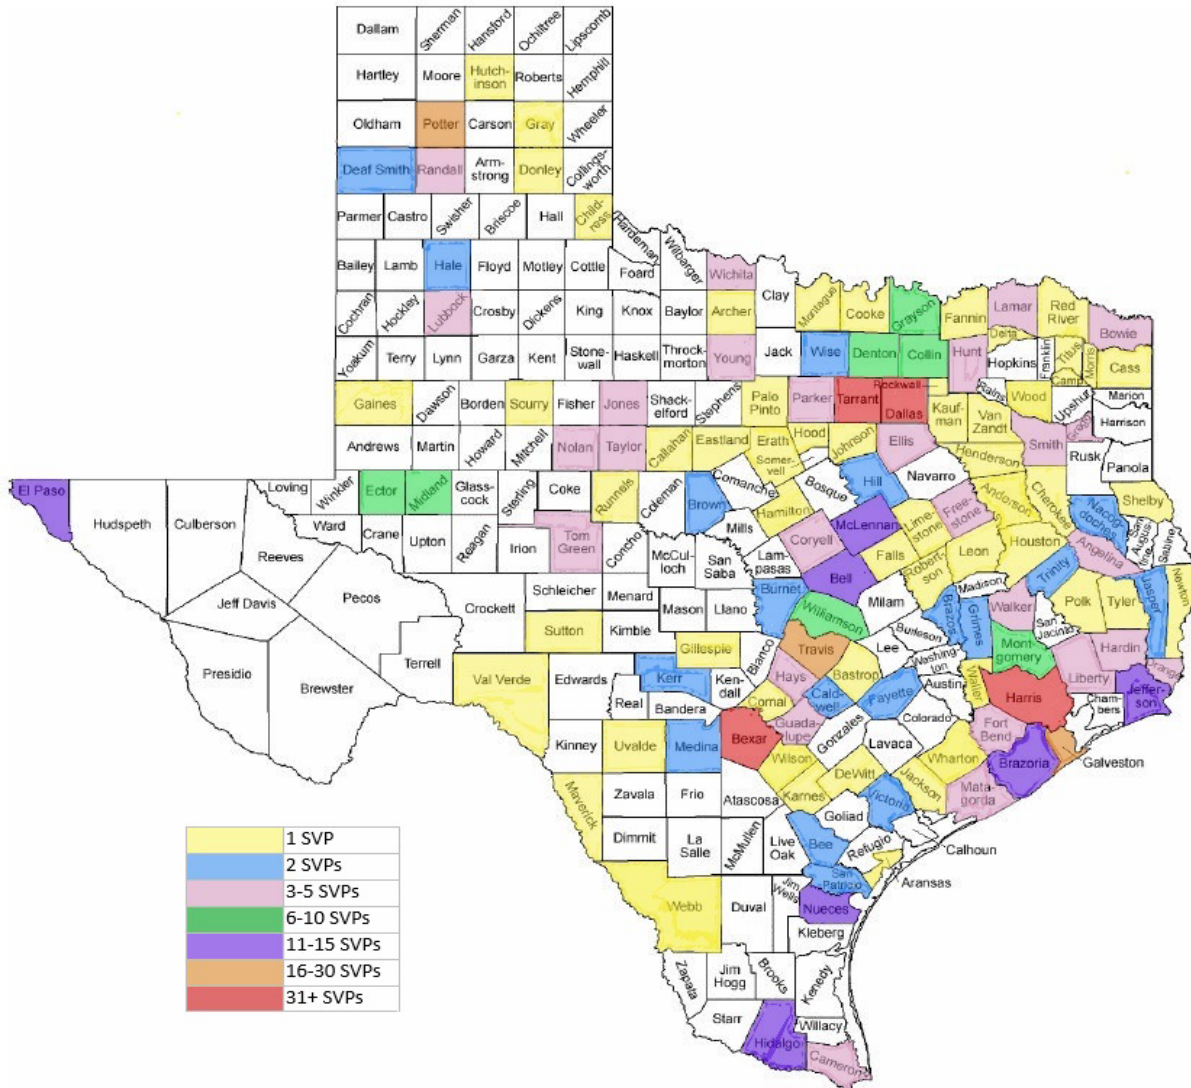 Dallam Sherman Hansford Ochiltree Lipscomb
Hartley Moore Hutch-
inson Roberts Hemphill
Oldham Potter Carson Gray Wheeler
Deaf Smith Randall Arm-
strong Donley Collings-
worth
Parmer Castro Swisher Briscoe Hall Child-
ress Hardeman
Bailey Lamb Hale Floyd Motley Cottle Foard Wilbarger Wichita Clay
Cochran Hockley Lubbock Crosby Dickens King Knox Baylor Archer Montague Cooke Grayson Fannin Lamar Red
River Bowie
Delta
Yoakum Terry Lynn Garza Kent Stone-
wall Haskell Throck-
morton Young Jack Wise Denton Collin Hunt Hopkins Franklin Titus Morris Cass
Camp
Gaines Dawson Borden Scurry Fisher Jones Shack-
elford Stephens Palo
Pinto Parker Tarrant Dallas Rockwall Kauf-
man Rains Van
Zandt Wood Upshur Marion
Harrison
Gregg
Andrews Martin Howard Mitchell Nolan Taylor Callahan Eastland Erath Hood Somer-
vell Johnson Ellis Henderson Smith Rusk Panola
El Paso Hudspeth Culberson Loving Winkler Ector Midland Glass-
cock Sterling Coke Runnels Coleman Brown Comanche Bosque Hill Navarro Free-
stone Anderson Cherokee Nacog-
doches Shelby
Ward Crane Upton Reagan Irion Tom
Green Concho Mills Hamilton Coryell McLennan Lime-
stone Falls Leon Houston Angelina San
Augus-
tine Sabine
Reeves Jeff Davis Pecos Crockett Schleicher Menard McCul-
loch San
Saba Lam-
pasas Burnet Bell Robert-
son Milam Madison Trinity Polk Tyler Jasper Newton
Presidio Brewster Terrell Sutton Kimble Mason Llano Williamson Burleson Brazos Grimes Walker San
Jacinto Hardin Orange
Val Verde Edwards Kerr Gillespie Blanco Travis Lee Washing-
ton Mont-
gomery Liberty Jeffer-
son
Real Bandera Ken-
dall Hays Comal Bastrop Cald-
well Fayette Austin Waller Harris Cham-
bers
Kinney Uvalde Medina Bexar Guada-
lupe Gonzales Lavaca Colorado Fort
Bend Brazoria Galveston
Wilson DeWitt Jackson Wharton Mata-
gorda
Maverick Zavala Frio Atascosa Karnes Goliad Victoria Calhoun
Dimmit La
Salle McMullen Live
Oak Bee Refugio Aransas
Webb Duval Jim
Wells San
Patricio Nueces Kleberg
Zapata Jim
Hogg Brooks Kenedy
Starr Hidalgo Willacy Cameron
1 SVP
2 SVPs
3-5 SVPs
6-10 SVPs
11-15 SVPs
16-30 SVPs
31+ SVPs